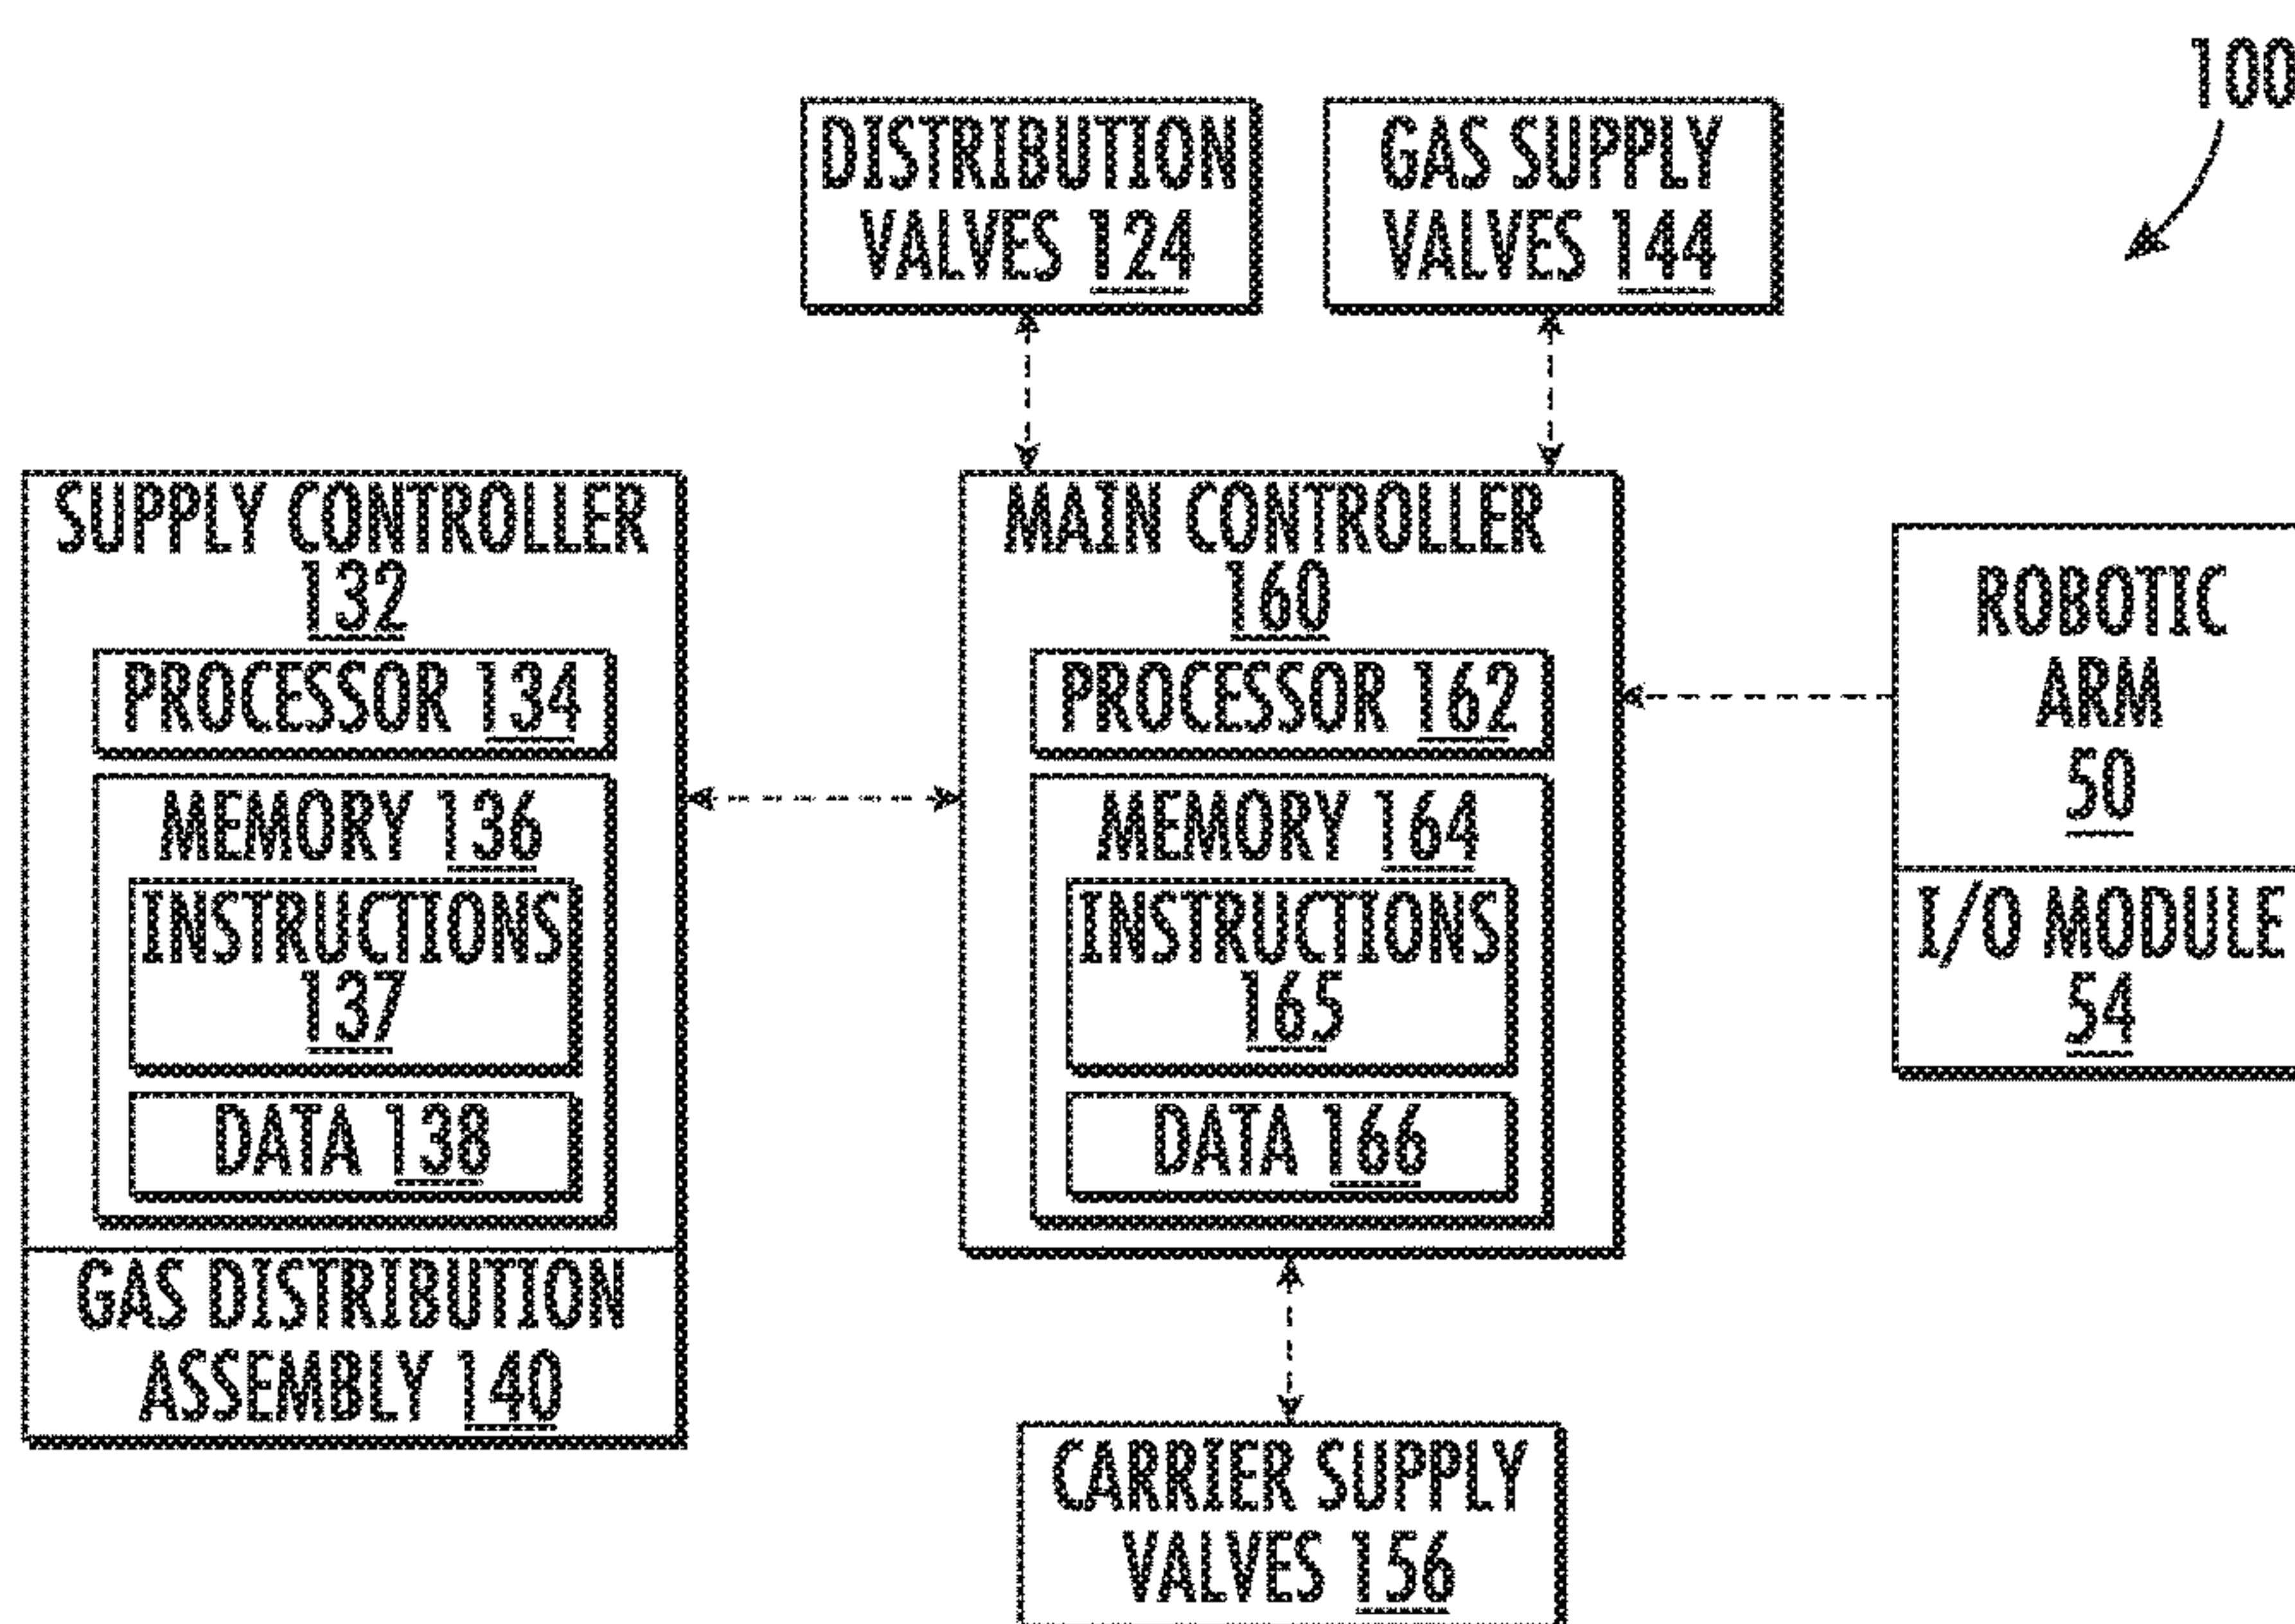 100
DISTRIBUTION
VALVES 124
GAS SUPPLY
VALVES 144
SUPPLY CONTROLLER
132
PROCESSOR 134
MEMORY 136
INSTRUCTIONS
137
DATA 138
GAS DISTRIBUTION
ASSEMBLY 140
MAIN CONTROLLER
160
PROCESSOR 162
MEMORY 164
INSTRUCTIONS
165
DATA 166
ROBOTIC
ARM
50
I/O MODULE
54
CARRIER SUPPLY
VALVES 156